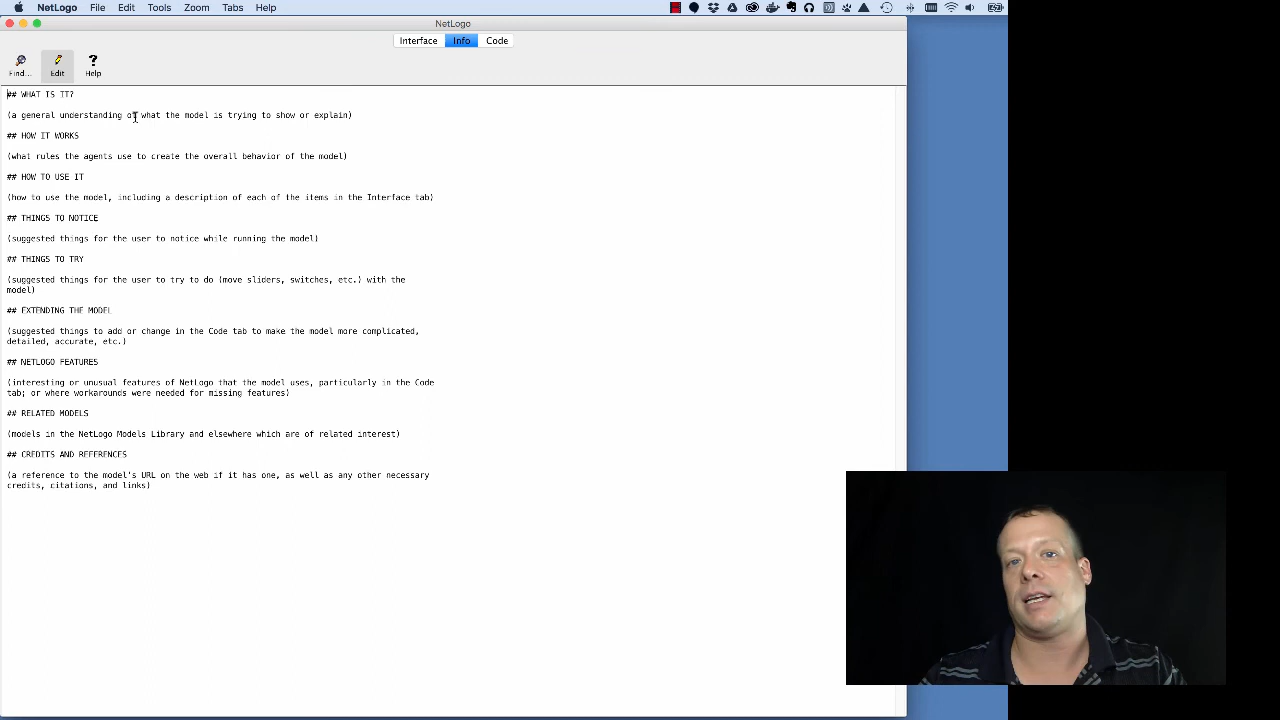 NetLogo File Edit Tools Zoom Tabs Help
NetLogo
Interface Info Code
Find... Edit Help
## WHAT IS IT?
(a general understanding of what the model is trying to show or explain)
## HOW IT WORKS
(what rules the agents use to create the overall behavior of the model)
## HOW TO USE IT
(how to use the model, including a description of each of the items in the Interface tab)
## THINGS TO NOTICE
(suggested things for the user to notice while running the model)
## THINGS TO TRY
(suggested things for the user to try to do (move sliders, switches, etc.) with the
model)
## EXTENDING THE MODEL
(suggested things to add or change in the Code tab to make the model more complicated,
detailed, accurate, etc.)
## NETLOGO FEATURES
(interesting or unusual features of NetLogo that the model uses, particularly in the Code
tab; or where workarounds were needed for missing features)
## RELATED MODELS
(models in the NetLogo Models Library and elsewhere which are of related interest)
## CREDITS AND REFERENCES
(a reference to the model's URL on the web if it has one, as well as any other necessary
credits, citations, and links)